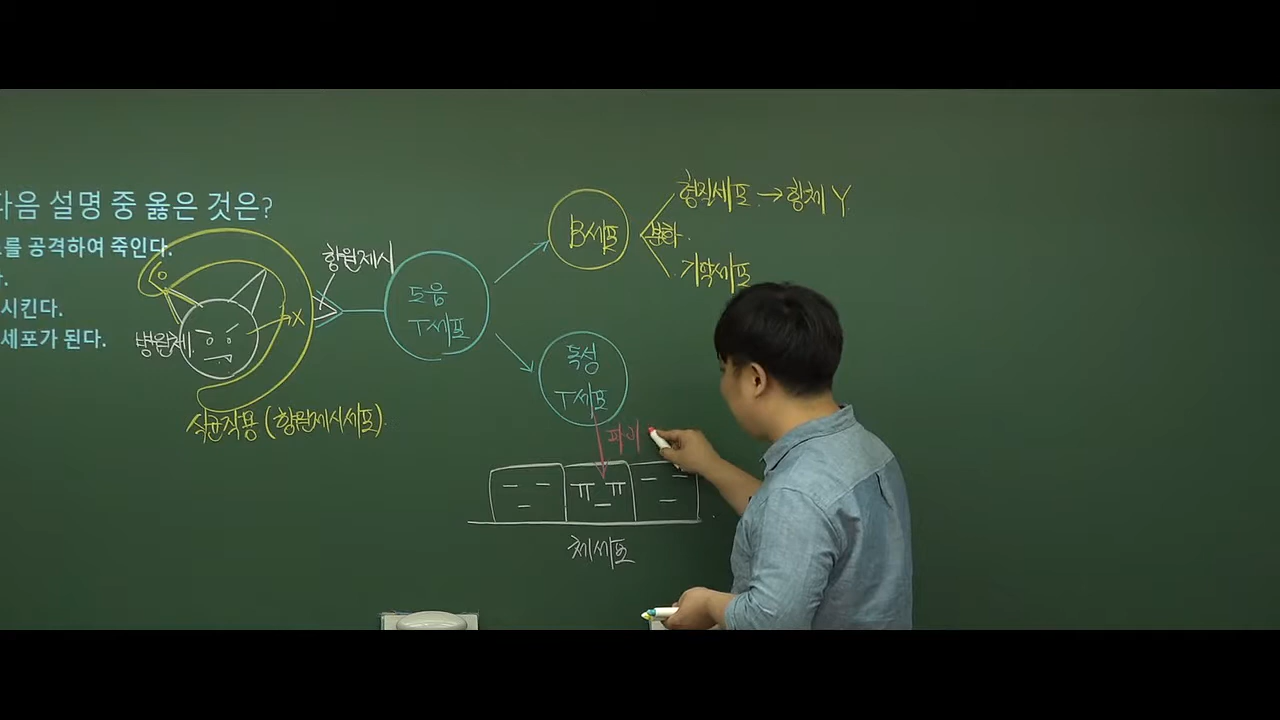 다음 설명 중 옳은 것은?
를 공격하여 죽인다.
다.
시킨다.
세포가 된다.
항원제시
병원체
식균작용 (항원제시세포)
도움
T세포
B세포
분화
형질세포 → 항체 Y
기억세포
독성
T세포
파이
체세포